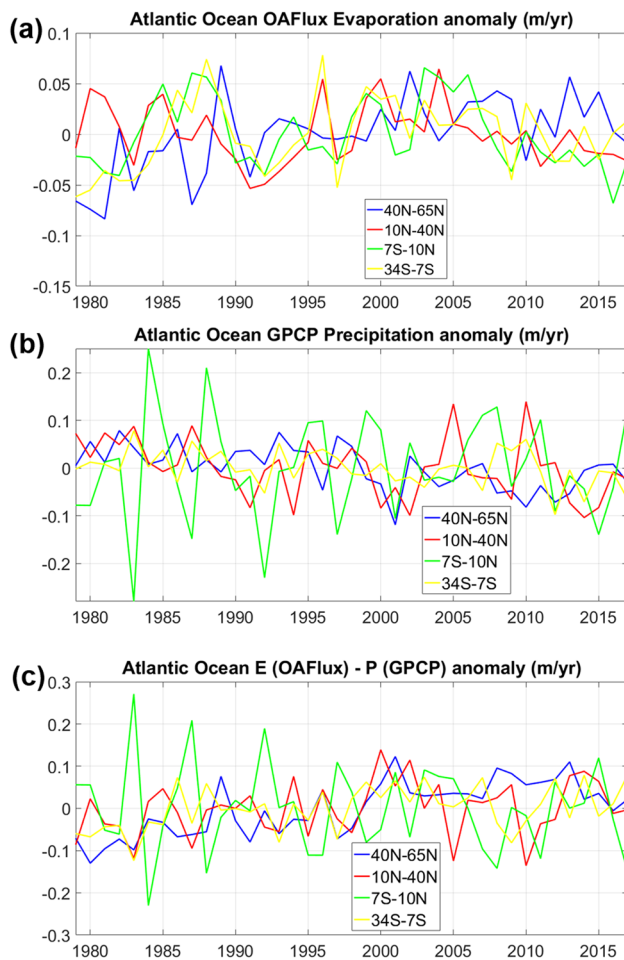 (a)
Atlantic Ocean OAFlux Evaporation anomaly (m/yr)
0.1
0.05
0
-0.05
-0.1
-0.15
40N-65N
10N-40N
7S-10N
34S-7S
1980 1985 1990 1995 2000 2005 2010 2015
(b)
Atlantic Ocean GPCP Precipitation anomaly (m/yr)
0.2
0.1
0
-0.1
-0.2
40N-65N
10N-40N
7S-10N
34S-7S
1980 1985 1990 1995 2000 2005 2010 2015
(c)
Atlantic Ocean E (OAFlux) - P (GPCP) anomaly (m/yr)
0.3
0.2
0.1
0
-0.1
-0.2
-0.3
40N-65N
10N-40N
7S-10N
34S-7S
1980 1985 1990 1995 2000 2005 2010 2015